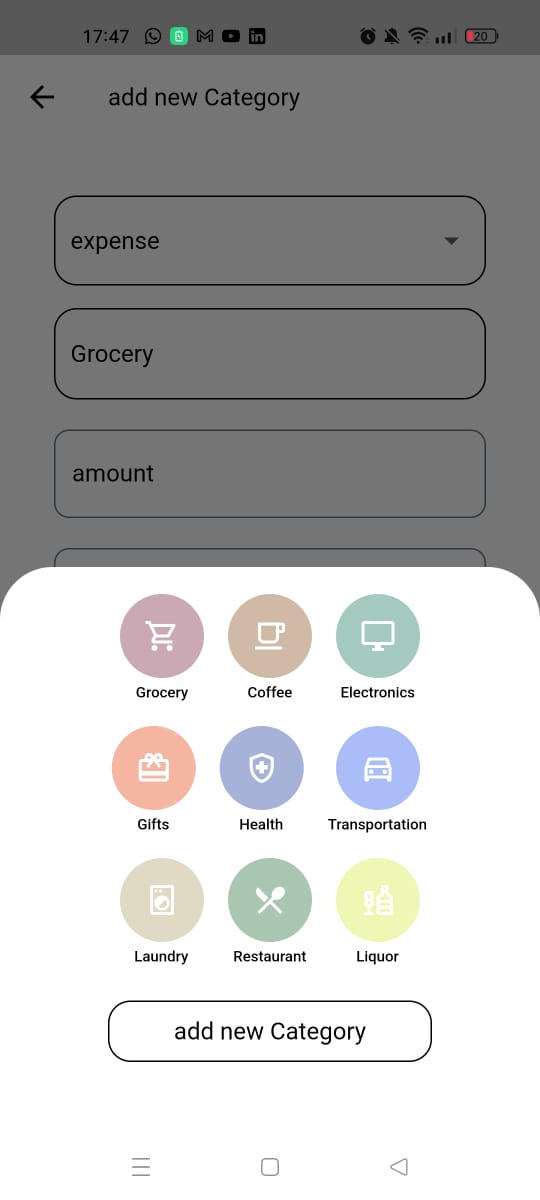 17:47
20
add new Category
expense
Grocery
amount
Grocery
Coffee
Electronics
Gifts
Health
Transportation
Laundry
Restaurant
Liquor
add new Category